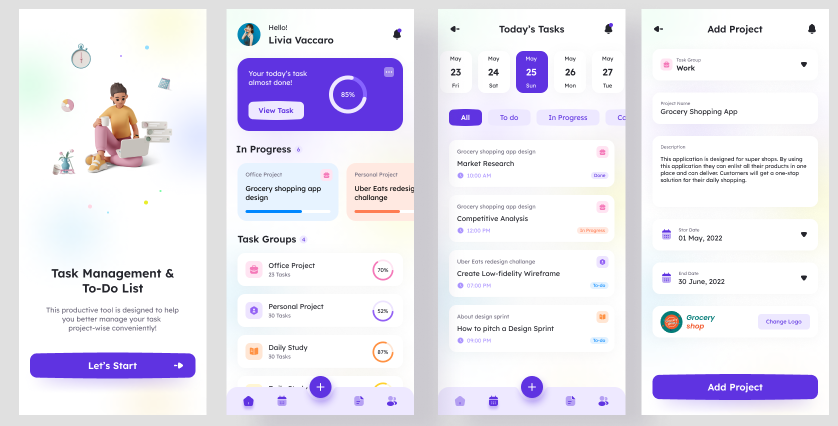 Task Management &
To-Do List
This productive tool is designed to help
you better manage your task
project-wise conveniently!
Let's Start
Hello!
Livia Vaccaro
Your today's task
almost done!
View Task
85%
In Progress 6
Office Project
Grocery shopping app
design
Personal Project
Uber Eats redesig
challange
Task Groups 4
Office Project
23 Tasks
70%
Personal Project
30 Tasks
52%
Daily Study
30 Tasks
87%
Today's Tasks
May
23
Fri
May
24
Sat
May
25
Sun
May
26
Mon
May
27
Tue
All
To do
In Progress
Grocery shopping app design
Market Research
10:00 AM
Done
Grocery shopping app design
Competitive Analysis
12:00 PM
In Progress
Uber Eats redesign challange
Create Low-fidelity Wireframe
07:00 PM
To-do
About design sprint
How to pitch a Design Sprint
09:00 PM
To-do
Add Project
Task Group
Work
Project Name
Grocery Shopping App
Description
This application is designed for super shops. By using
this application they can enlist all their products in one
place and can deliver. Customers will get a one-stop
solution for their daily shopping.
Start Date
01 May, 2022
End Date
30 June, 2022
Grocery
shop
Change Logo
Add Project